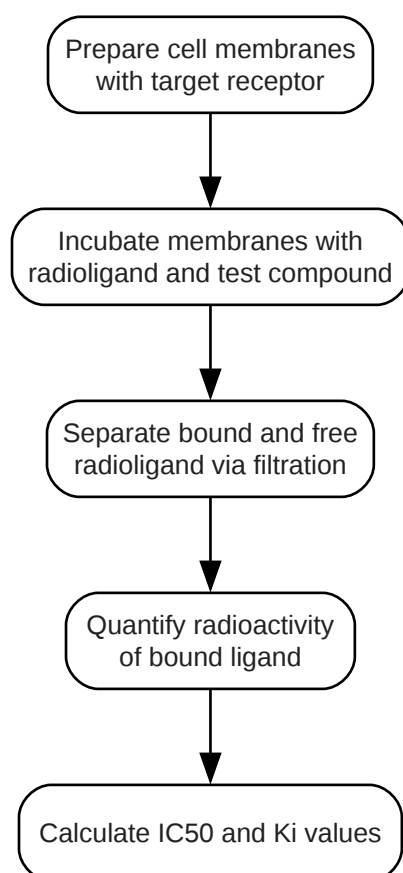 Prepare cell membranes
with target receptor
Incubate membranes with
radioligand and test compound
Separate bound and free
radioligand via filtration
Quantify radioactivity
of bound ligand
Calculate IC50 and Ki values